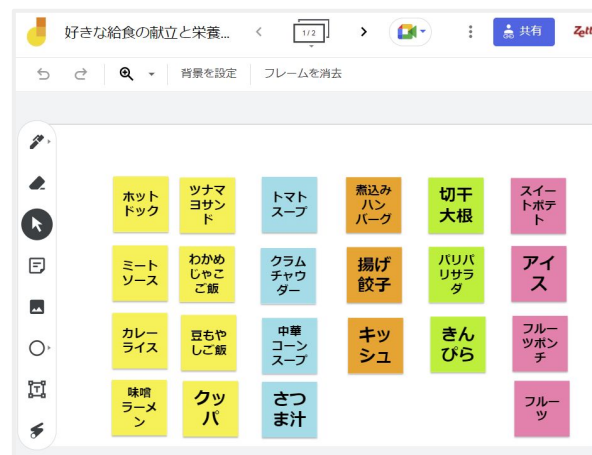 好きな給食の献立と栄養...
1/2
共有
背景を設定
フレームを消去
ホット
ドック
ツナマ
ヨサン
ド
トマト
スープ
煮込み
ハン
バーグ
切干
大根
スイー
トポテ
ト
ミート
ソース
わかめ
じゃこ
ご飯
クラム
チャウ
ダー
揚げ
餃子
パリパ
リサラ
ダ
アイ
ス
カレー
ライス
豆もや
しご飯
中華
コーン
スープ
キッ
シュ
きん
ぴら
フルー
ツポン
チ
味噌
ラーメ
ン
クッ
パ
さつ
ま汁
フルー
ツ